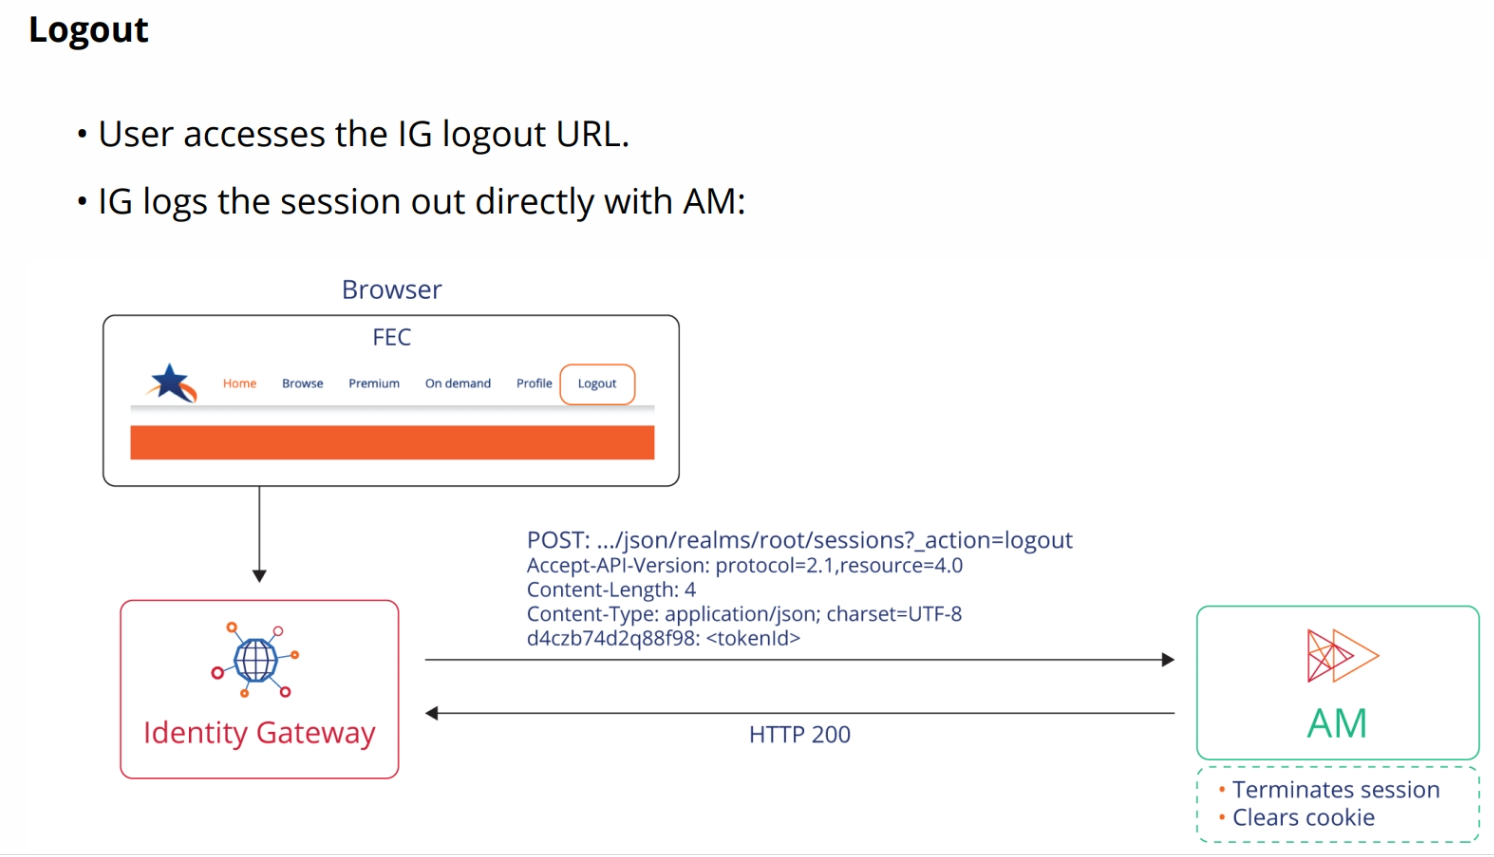 Logout
• User accesses the IG logout URL.
• IG logs the session out directly with AM:
Browser
FEC
Home Browse Premium On demand Profile Logout
POST: .../json/realms/root/sessions?_action=logout
Accept-API-Version: protocol=2.1,resource=4.0
Content-Length: 4
Content-Type: application/json; charset=UTF-8
d4czb74d2q88f98: <tokenId>
Identity Gateway
HTTP 200
AM
• Terminates session
• Clears cookie